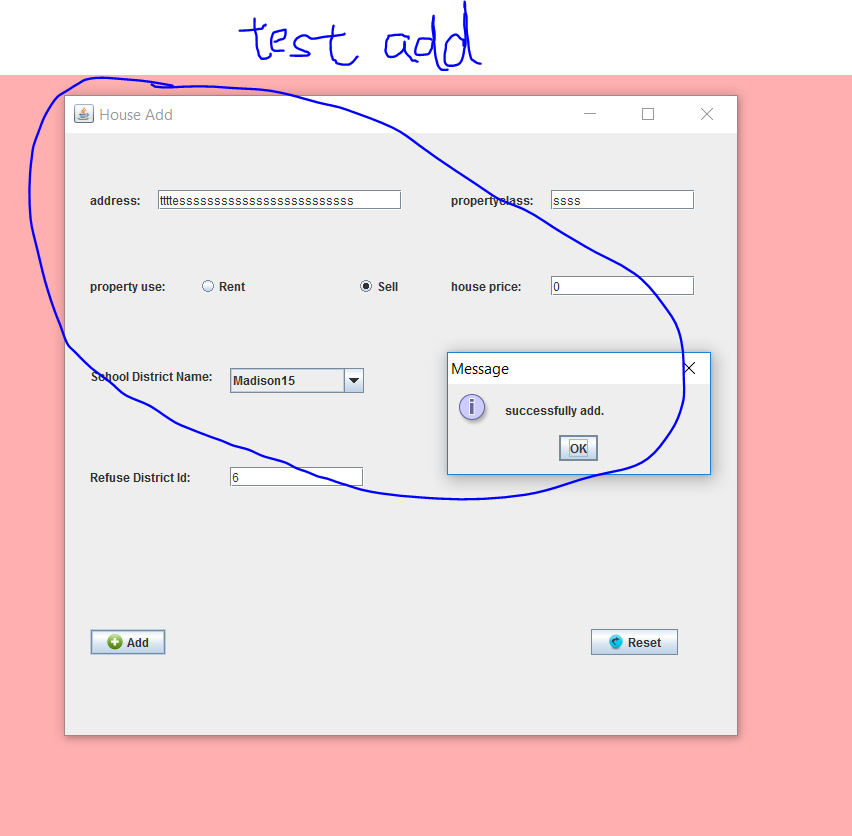 test add
House Add
address: ttttesssssssssssssssssssssssss propertyclass: ssss
property use: Rent Sell house price: 0
School District Name: Madison15
Message
successfully add.
OK
Refuse District Id: 6
Add Reset